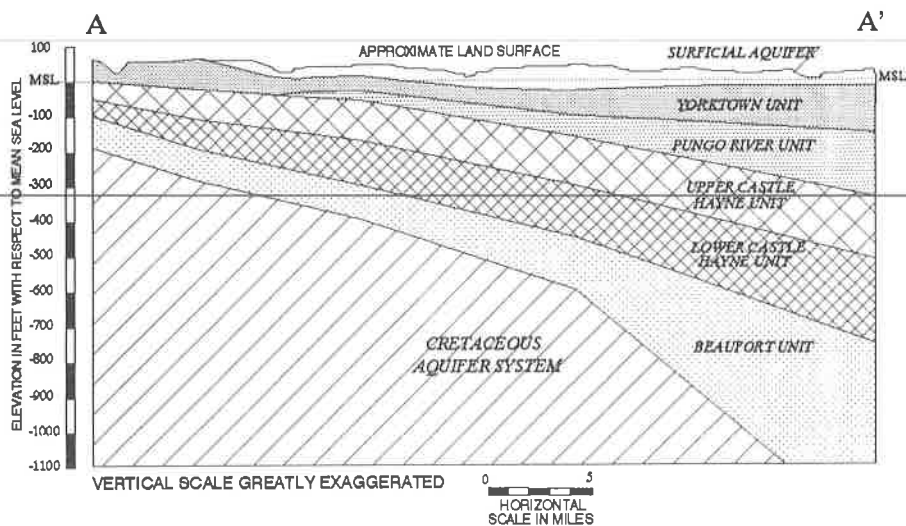 A A'
100
APPROXIMATE LAND SURFACE
SURFICIAL AQUIFER
MSL
MSL
YORKTOWN UNIT
-100
PUNGO RIVER UNIT
-200
UPPER CASTLE
HAYNE UNIT
-300
-400
LOWER CASTLE
HAYNE UNIT
-500
-600
-700
CRETACEOUS
AQUIFER SYSTEM
BEAUFORT UNIT
-800
-900
-1000
-1100
ELEVATION IN FEET WITH RESPECT TO MEAN SEA LEVEL
VERTICAL SCALE GREATLY EXAGGERATED
0 5
HORIZONTAL
SCALE IN MILES